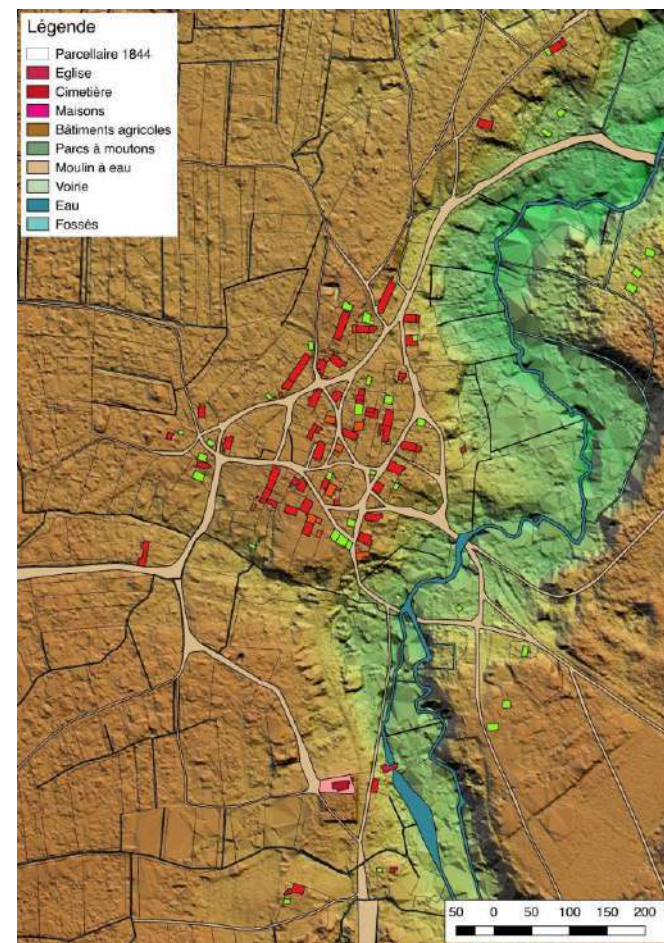 Légende
Parcellaire 1844
Eglise
Cimetière
Maisons
Bâtiments agricoles
Parcs à moutons
Moulin à eau
Voirie
Eau
Fossés
50 0 50 100 150 200